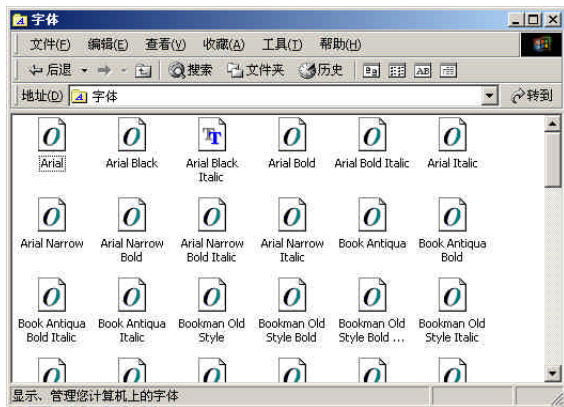 字体
文件(F) 编辑(E) 查看(V) 收藏(A) 工具(T) 帮助(H)
后退 搜索 文件夹 历史
地址(D) 字体 转到
Arial Arial Black Arial Black Italic Arial Bold Arial Bold Italic Arial Italic
Arial Narrow Arial Narrow Bold Arial Narrow Bold Italic Arial Narrow Italic Book Antiqua Book Antiqua Bold
Book Antiqua Bold Italic Book Antiqua Italic Bookman Old Style Bookman Old Style Bold Bookman Old Style Bold ... Bookman Old Style Italic
显示、管理您计算机上的字体